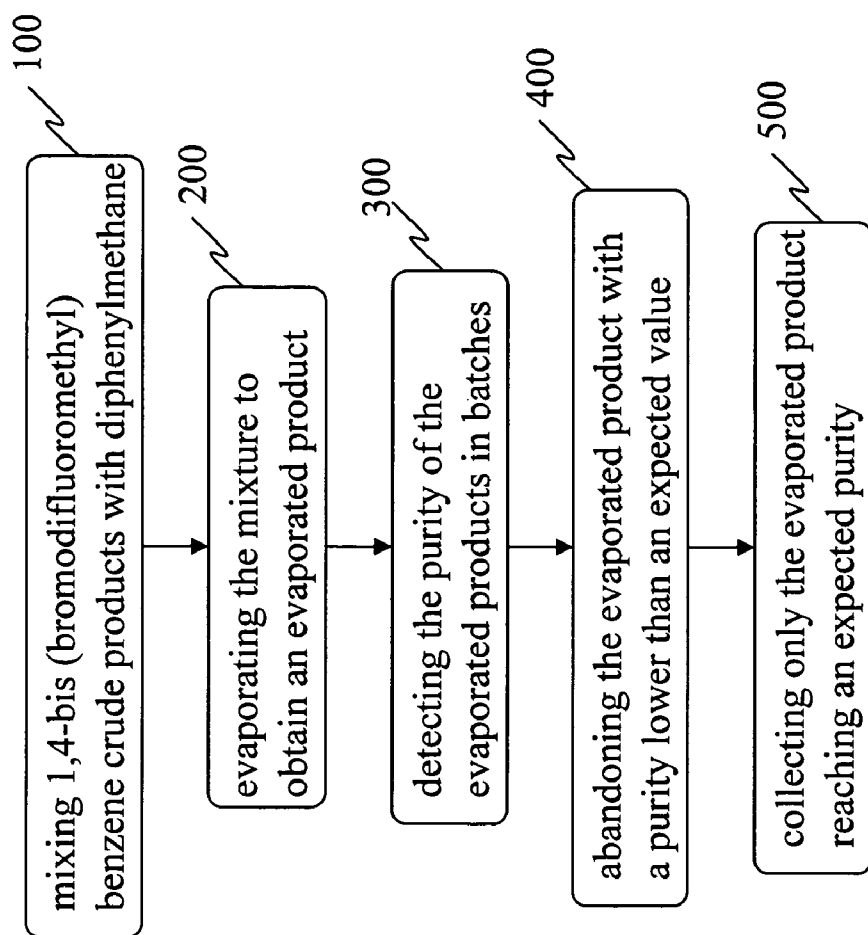 100
mixing 1,4-bis (bromodifluoromethyl)
benzene crude products with diphenylmethane
200
evaporating the mixture to
obtain an evaporated product
300
detecting the purity of the
evaporated products in batches
400
abandoning the evaporated product with
a purity lower than an expected value
500
collecting only the evaporated product
reaching an expected purity